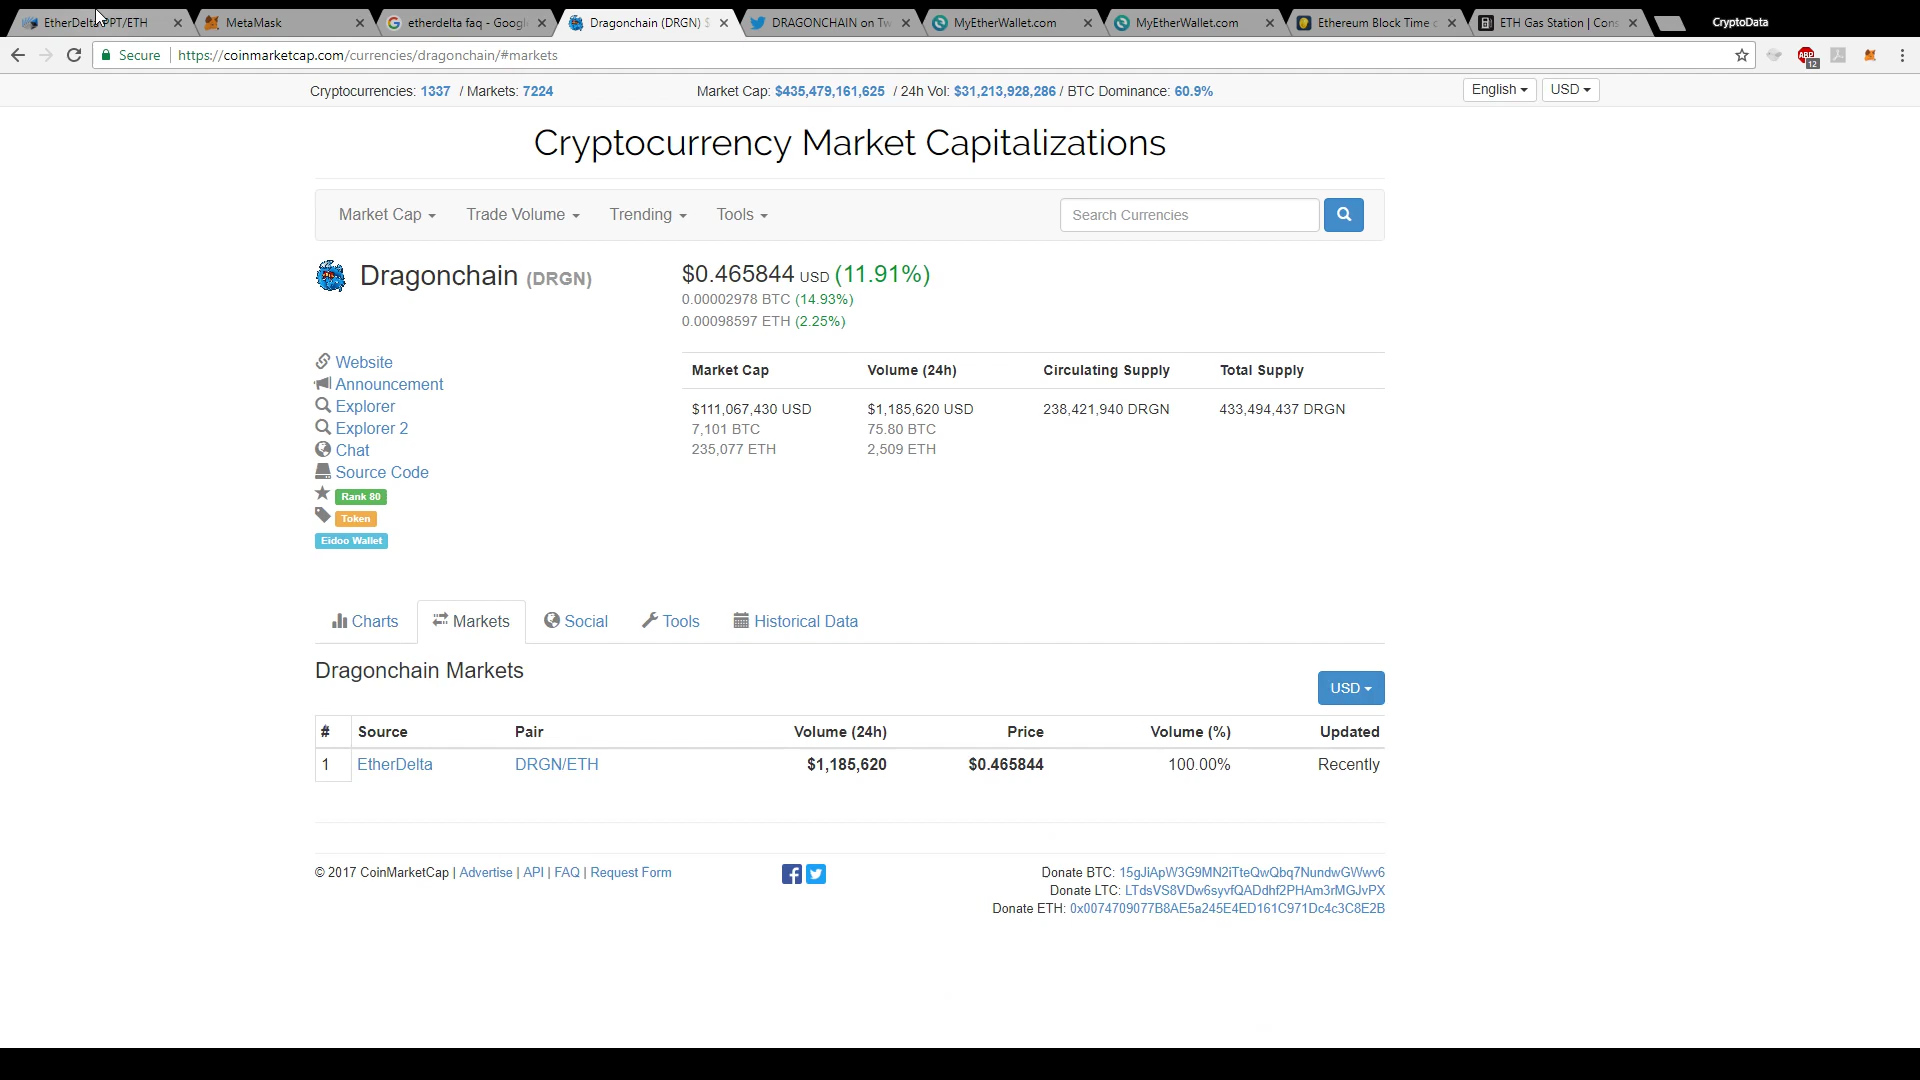 EtherDelta PPT/ETH
MetaMask
etherdelta faq - Googl
Dragonchain (DRGN) $
DRAGONCHAIN on Tw
MyEtherWallet.com
MyEtherWallet.com
Ethereum Block Time
ETH Gas Station | Cons
CryptoData
Secure https://coinmarketcap.com/currencies/dragonchain/#markets
ABP
12
Cryptocurrencies: 1337 / Markets: 7224
Market Cap: $435,479,161,625 / 24h Vol: $31,213,928,286 / BTC Dominance: 60.9%
English
USD
Cryptocurrency Market Capitalizations
Market Cap Trade Volume Trending Tools
Search Currencies
Dragonchain (DRGN)
$0.465844 USD (11.91%)
0.00002978 BTC (14.93%)
0.00098597 ETH (2.25%)
Website
Announcement
Explorer
Explorer 2
Chat
Source Code
Rank 80
Token
Eidoo Wallet
Market Cap Volume (24h) Circulating Supply Total Supply
$111,067,430 USD $1,185,620 USD 238,421,940 DRGN 433,494,437 DRGN
7,101 BTC 75.80 BTC
235,077 ETH 2,509 ETH
Charts Markets Social Tools Historical Data
Dragonchain Markets
USD
# Source Pair Volume (24h) Price Volume (%) Updated
1 EtherDelta DRGN/ETH $1,185,620 $0.465844 100.00% Recently
© 2017 CoinMarketCap | Advertise | API | FAQ | Request Form
Donate BTC: 15gJiApW3G9MN2iTteQwQbq7NundwGWwv6
Donate LTC: LTdsVS8VDw6syvfQADdhf2PHAm3rMGJvPX
Donate ETH: 0x0074709077B8AE5a245E4ED161C971Dc4c3C8E2B